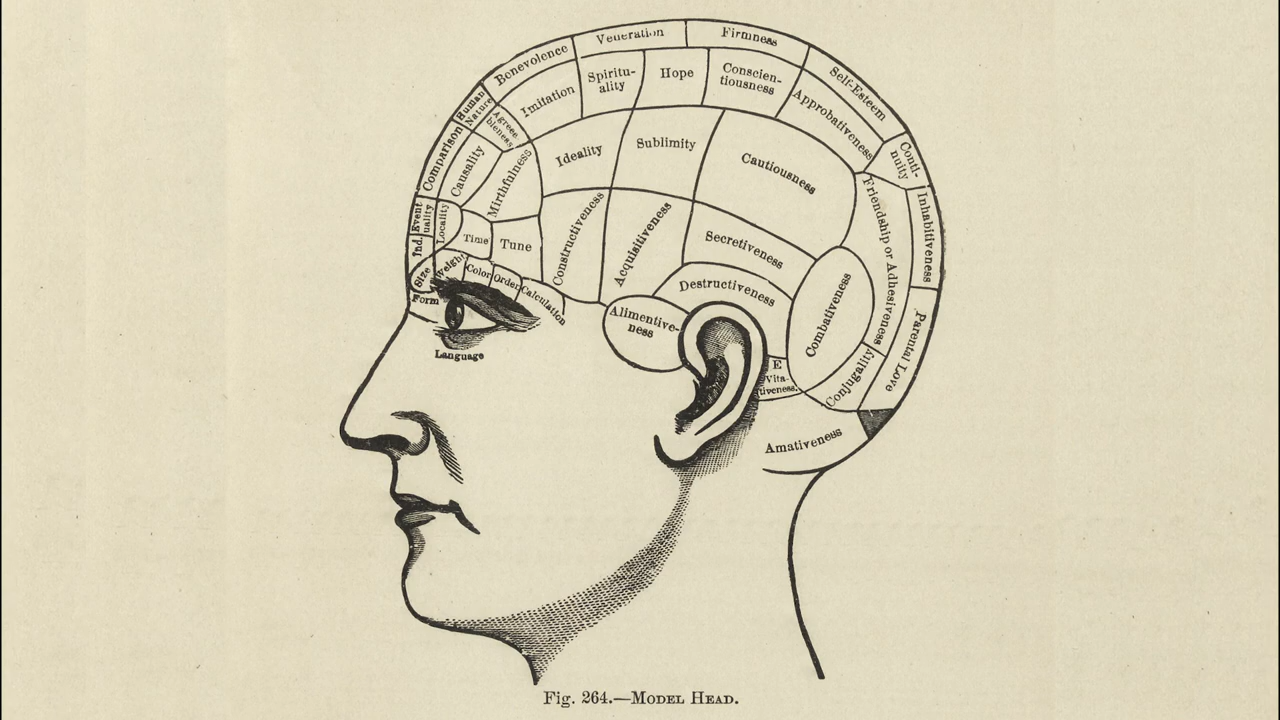 Veneration
Firmness
Benevolence
Spiritu-
ality
Hope
Conscien-
tiousness
Self-Esteem
Imitation
Approbativeness
Human
Nature
Agreea
bleness
Conti-
nuity
Comparison
Causality
Mirthfulness
Ideality
Sublimity
Cautiousness
Friendship or Adhesiveness
Inhabitiveness
Event
uality
Locality
Ind.
Time
Tune
Constructiveness
Acquisitiveness
Secretiveness
Destructiveness
Combativeness
Size
Weight
Color
Order
Calculation
Form
Alimentive-
ness
Parental Love
Language
E
Vita-
tiveness.
Conjugality
Amativeness
Fig. 264.—Model Head.